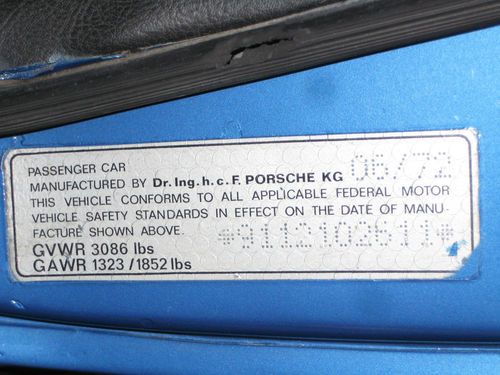 PASSENGER CAR
MANUFACTURED BY Dr. Ing. h. c. F. PORSCHE KG 06/72
THIS VEHICLE CONFORMS TO ALL APPLICABLE FEDERAL MOTOR
VEHICLE SAFETY STANDARDS IN EFFECT ON THE DATE OF MANU-
FACTURE SHOWN ABOVE. *9112102611*
GVWR 3086 lbs
GAWR 1323 / 1852 lbs